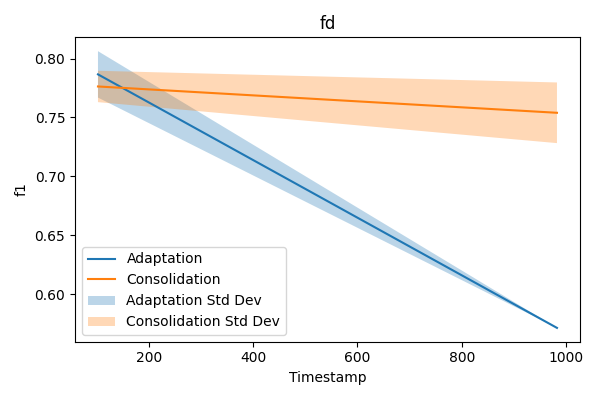 fd
f1
0.80
0.75
0.70
0.65
0.60
Adaptation
Consolidation
Adaptation Std Dev
Consolidation Std Dev
200
400
600
800
1000
Timestamp